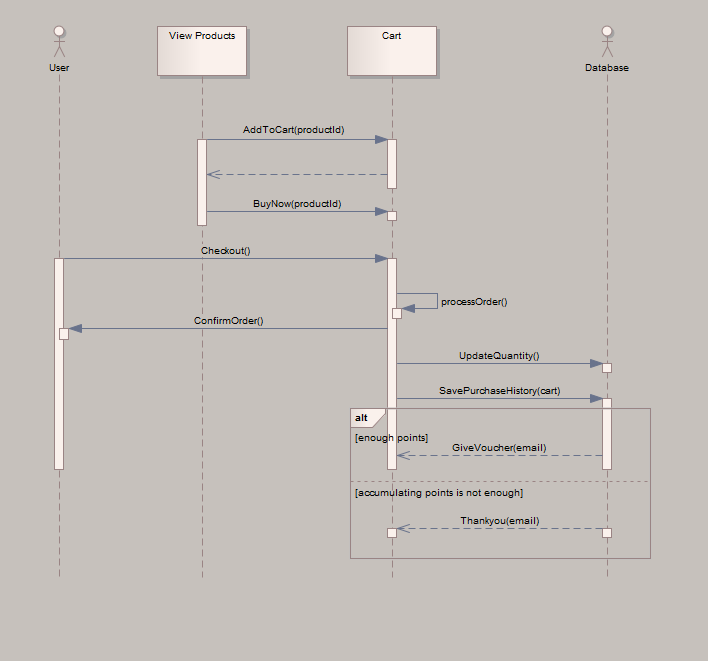 View Products
Cart
User
Database
AddToCart(productId)
BuyNow(productId)
Checkout()
processOrder()
ConfirmOrder()
UpdateQuantity()
SavePurchaseHistory(cart)
alt
[enough points]
GiveVoucher(email)
[accumulating points is not enough]
Thankyou(email)